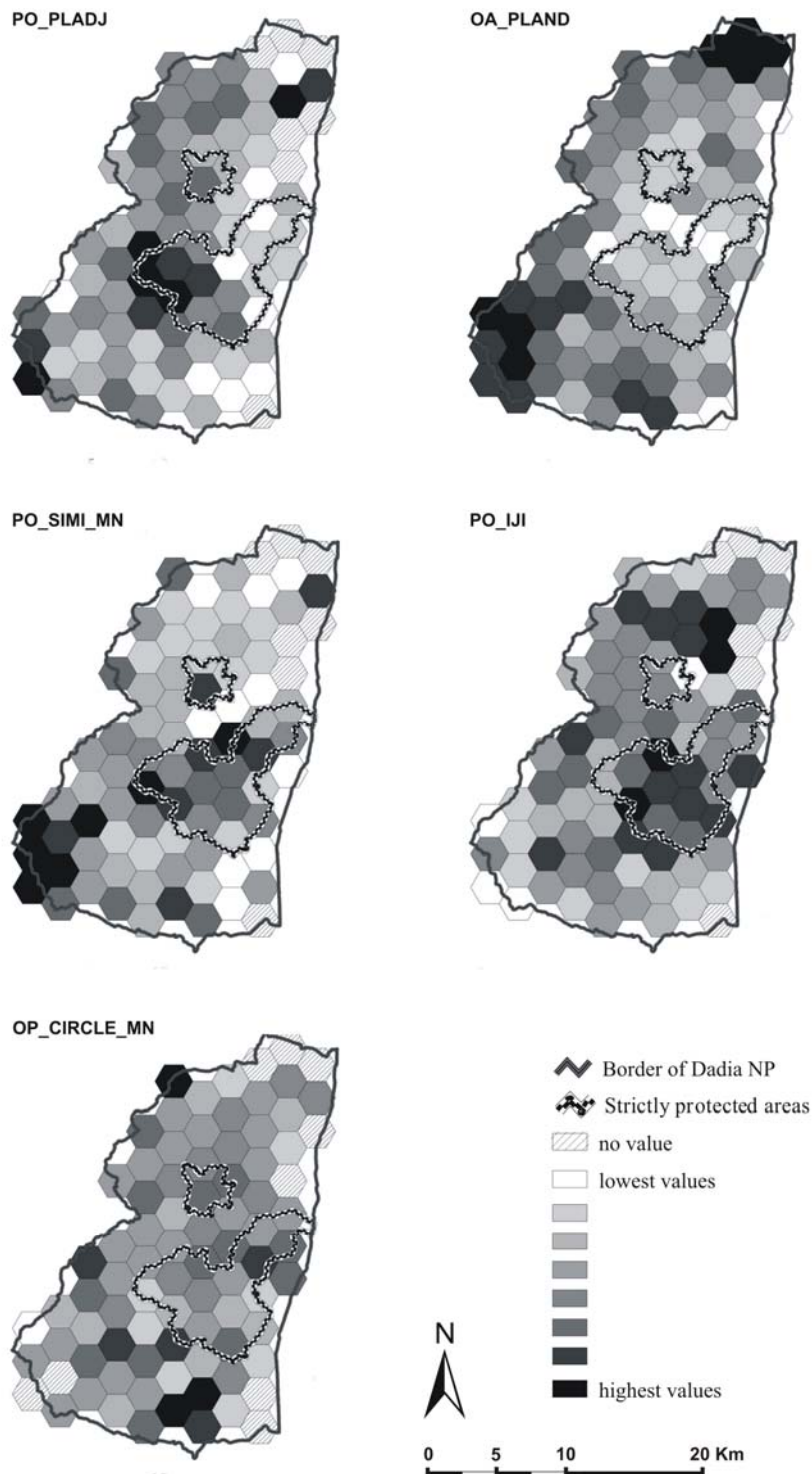 PO_PLADJ
OA_PLAND
PO_SIMI_MN
PO_IJI
OP_CIRCLE_MN
Border of Dadia NP
Strictly protected areas
no value
lowest values
highest values
N
0 5 10 20 Km